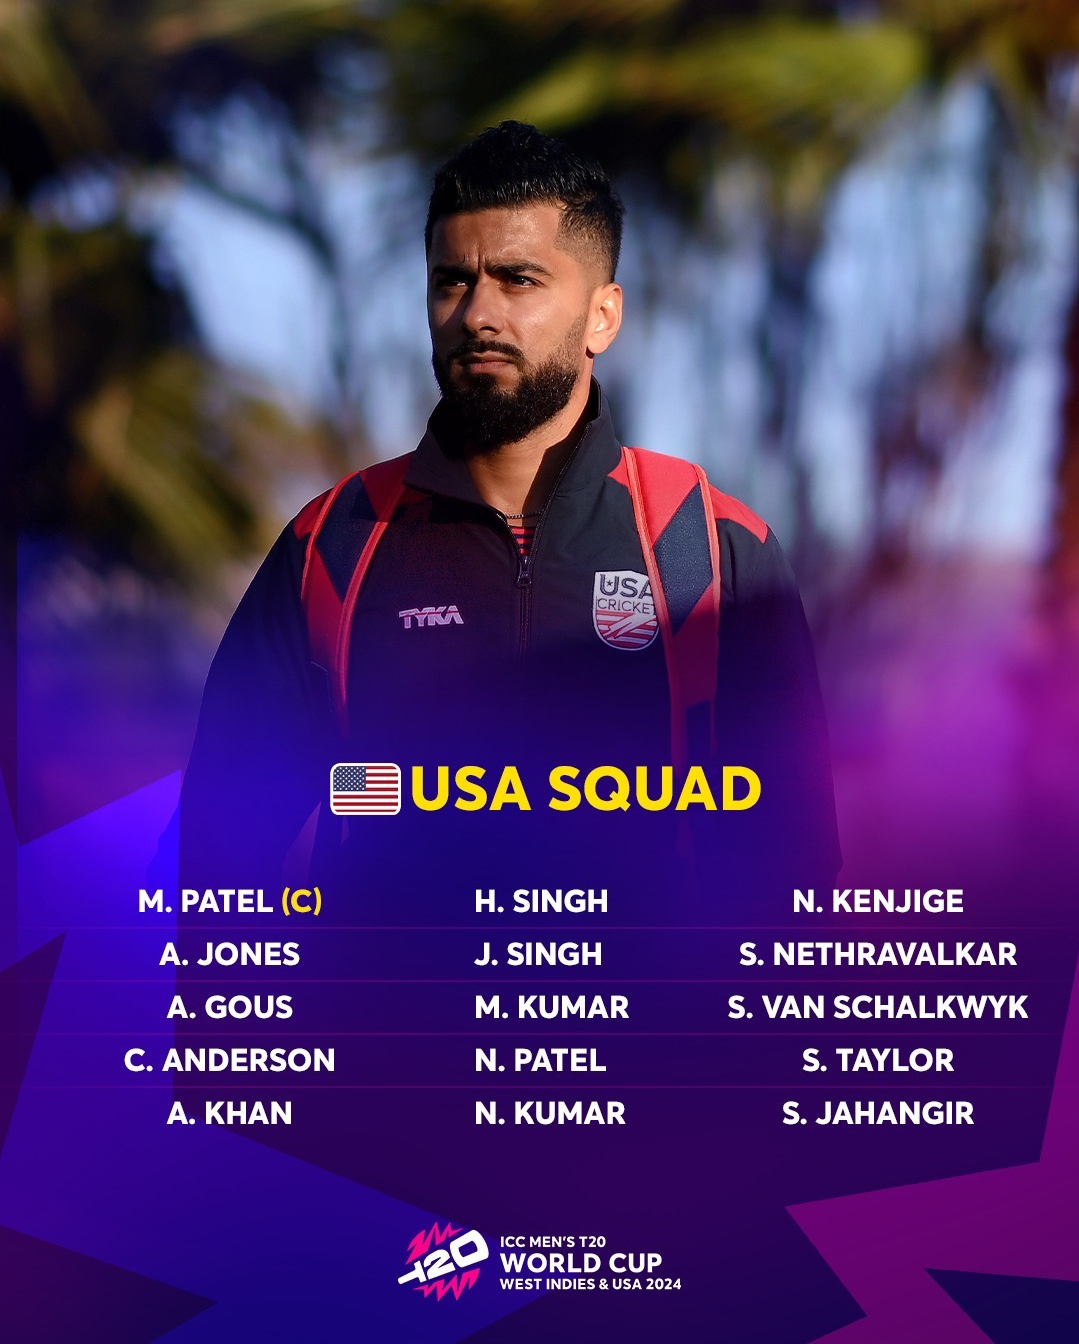 TYKA
USA
CRICKET
USA SQUAD
M. PATEL (C)
A. JONES
A. GOUS
C. ANDERSON
A. KHAN
H. SINGH
J. SINGH
M. KUMAR
N. PATEL
N. KUMAR
N. KENJIGE
S. NETHRAVALKAR
S. VAN SCHALKWYK
S. TAYLOR
S. JAHANGIR
T20
ICC MEN'S T20
WORLD CUP
WEST INDIES & USA 2024